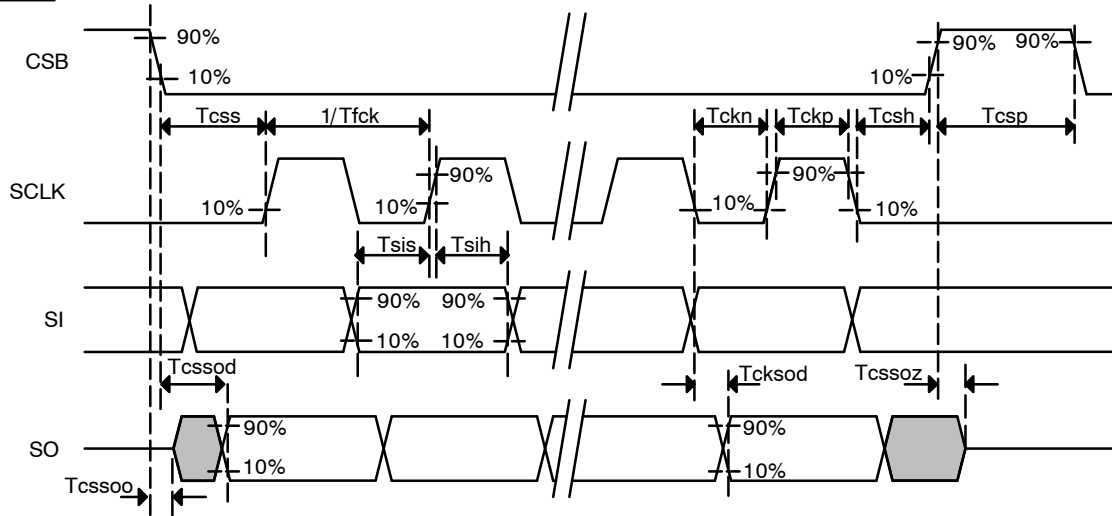 90%
90%
90%
CSB
10%
10%
Tcss
1/Tfck
Tckn
Tckp
Tcsh
Tcsp
SCLK
90%
90%
10%
10%
10%
10%
Tsis
Tsih
SI
90%
90%
10%
10%
Tcssod
Tcksod
Tcssoz
SO
90%
90%
10%
10%
Tcssoo